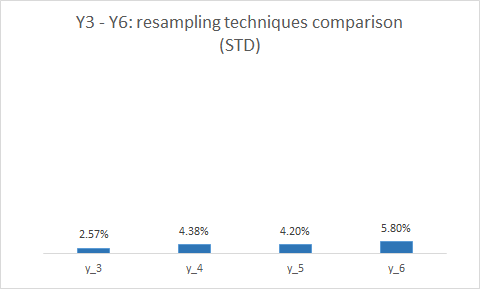 Y3 - Y6: resampling techniques comparison
(STD)
2.57%
4.38%
4.20%
5.80%
y_3
y_4
y_5
y_6